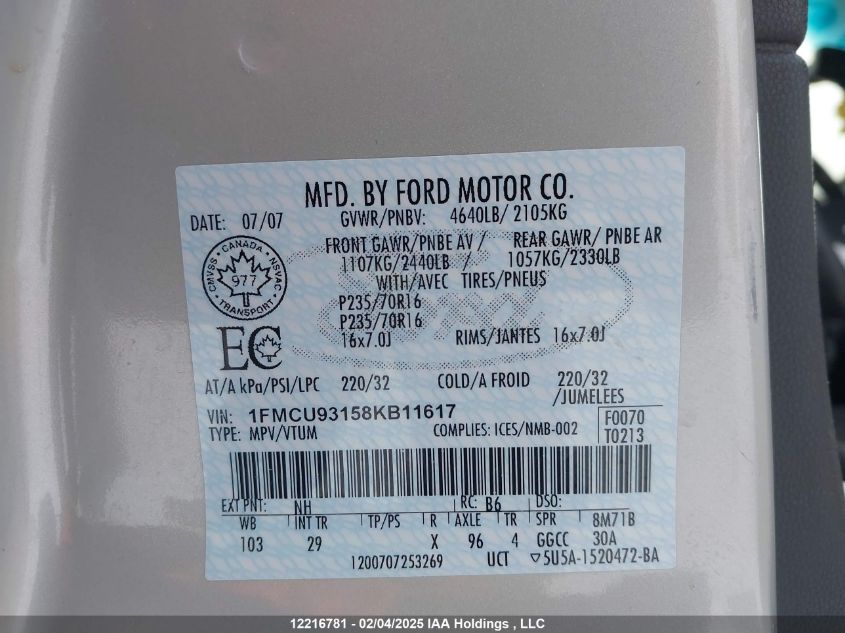 MFD. BY FORD MOTOR CO.
DATE: 07/07 GVWR/PNBV: 4640LB/ 2105KG
FRONT GAWR/PNBE AV / REAR GAWR/ PNBE AR
1107KG/2440LB / 1057KG/2330LB
WITH/AVEC TIRES/PNEUS
CANADA
CMVSS NSVAC
977
TRANSPORT
P235/70R16
P235/70R16
16x7.0J RIMS/JANTES 16x7.0J
EC
AT/A kPa/PSI/LPC 220/32 COLD/A FROID 220/32
/JUMELEES
VIN: 1FMCU93158KB11617 F0070
TYPE: MPV/VTUM COMPLIES: ICES/NMB-002 T0213
EXT PNT: NH RC: B6 DSO:
WB INT TR TP/PS R AXLE TR SPR 8M71B
103 29 X 96 4 GGCC 30A
1200707253269 UCT ▽5U5A-1520472-BA
12216781 - 02/04/2025 IAA Holdings , LLC